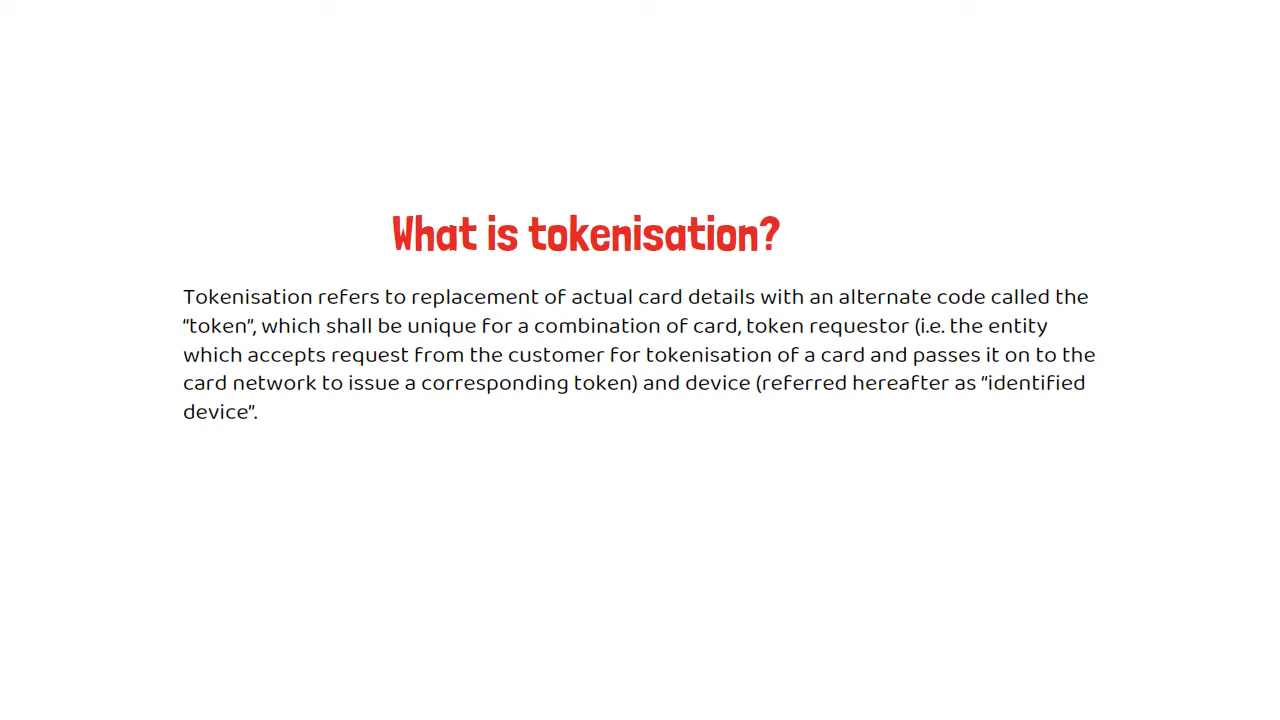 What is tokenisation?
Tokenisation refers to replacement of actual card details with an alternate code called the
“token”, which shall be unique for a combination of card, token requestor (i.e. the entity
which accepts request from the customer for tokenisation of a card and passes it on to the
card network to issue a corresponding token) and device (referred hereafter as “identified
device”.